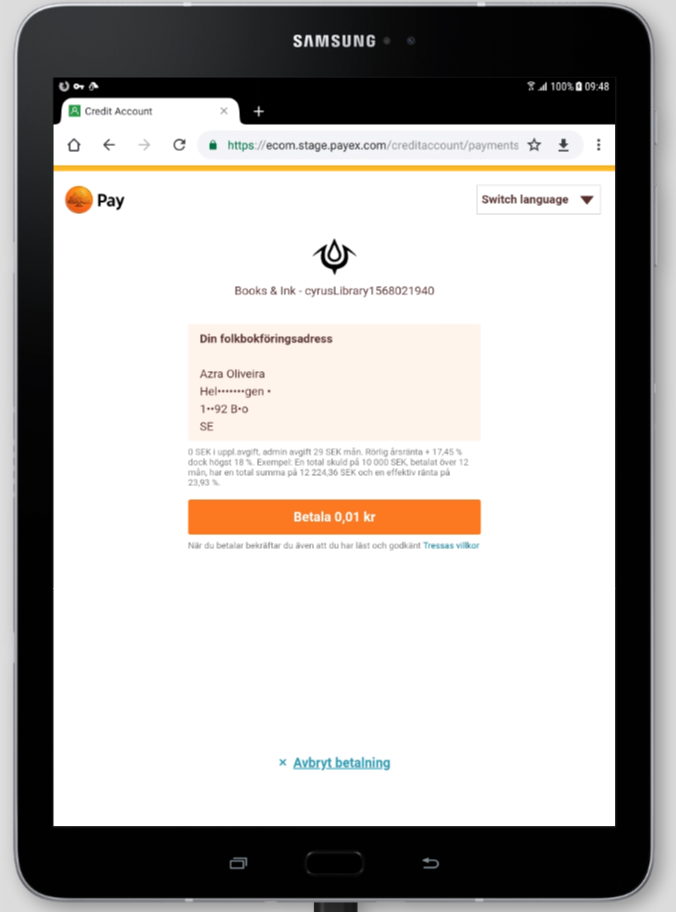 SAMSUNG
100% 09:48
Credit Account
https://ecom.stage.payex.com/creditaccount/payments
Pay
Switch language
Books & Ink - cyrusLibrary1568021940
Din folkbokföringsadress
Azra Oliveira
Hel•••••••gen •
1••92 B•o
SE
0 SEK i uppl.avgift, admin avgift 29 SEK mån. Rörlig årsränta + 17,45 %
dock högst 18 %. Exempel: En total skuld på 10 000 SEK, betalat över 12
mån, har en total summa på 12 224,36 SEK och en effektiv ränta på
23,93 %.
Betala 0,01 kr
När du betalar bekräftar du även att du har läst och godkänt Tressas villkor
× Avbryt betalning